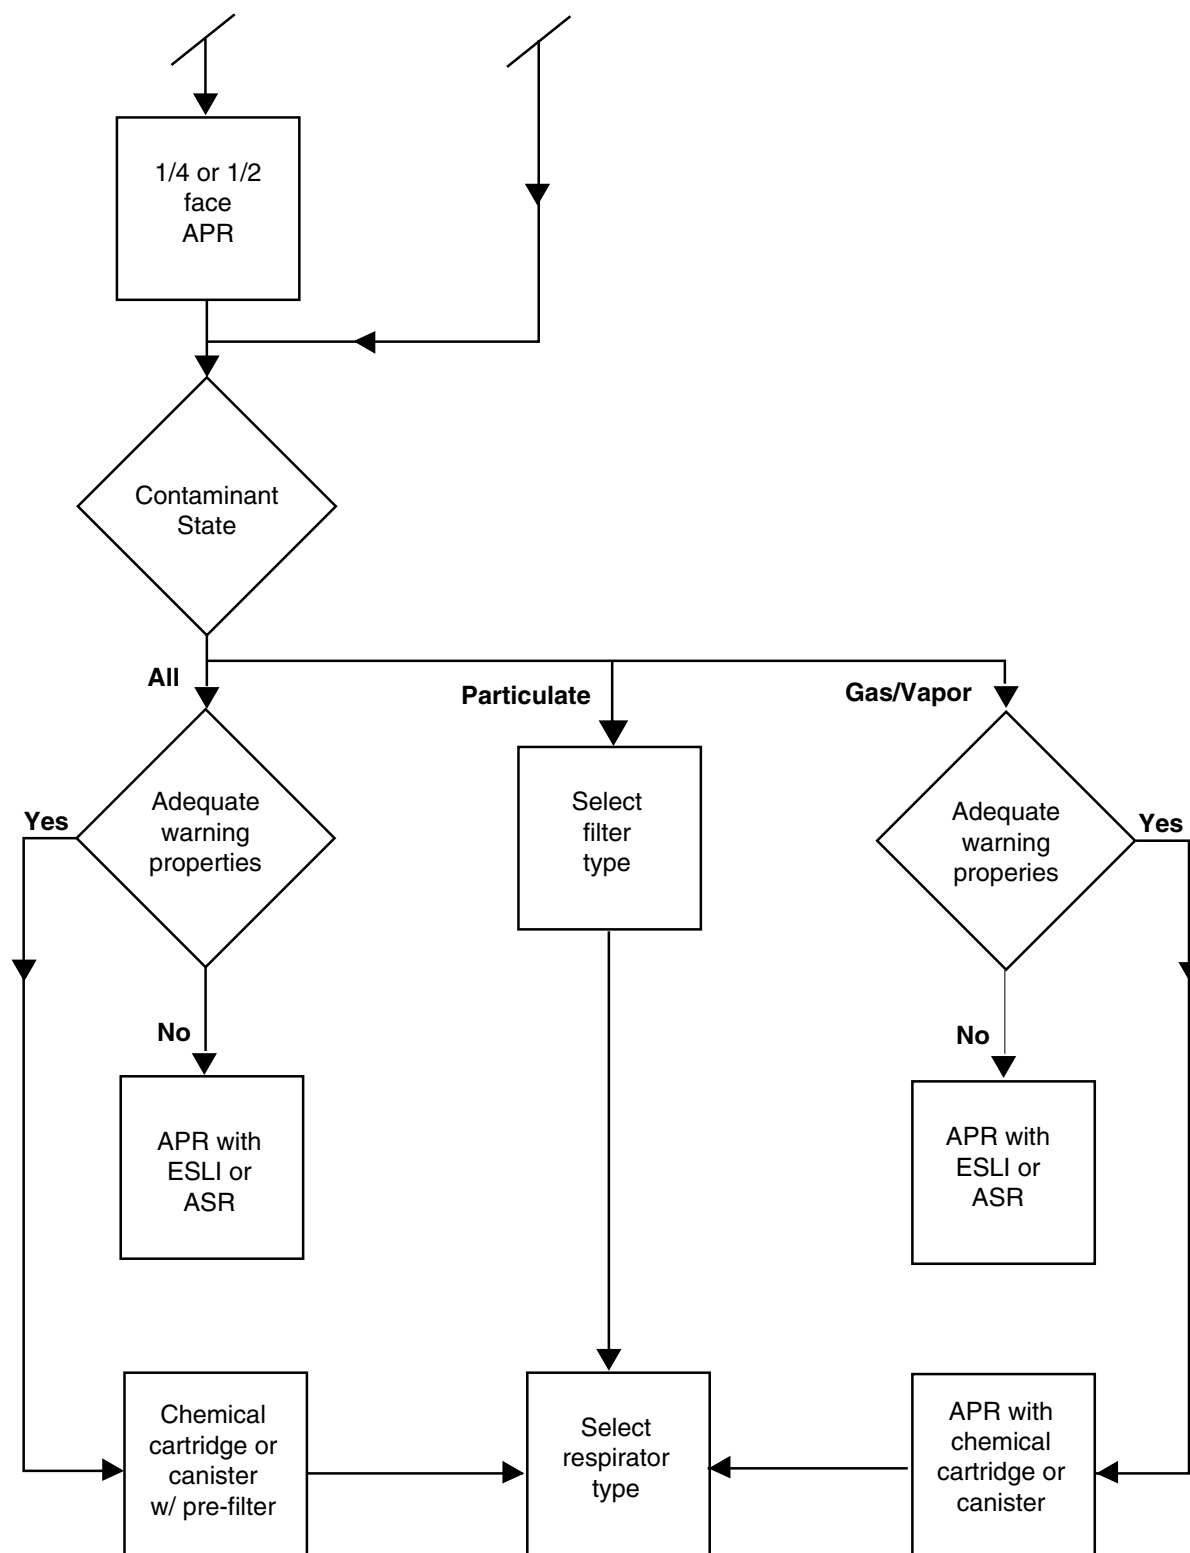 1/4 or 1/2
face
APR
Contaminant
State
All
Particulate
Gas/Vapor
Adequate
warning
properties
Yes
No
Select
filter
type
Adequate
warning
properies
Yes
No
APR with
ESLI or
ASR
APR with
ESLI or
ASR
Chemical
cartridge or
canister
w/ pre-filter
Select
respirator
type
APR with
chemical
cartridge or
canister